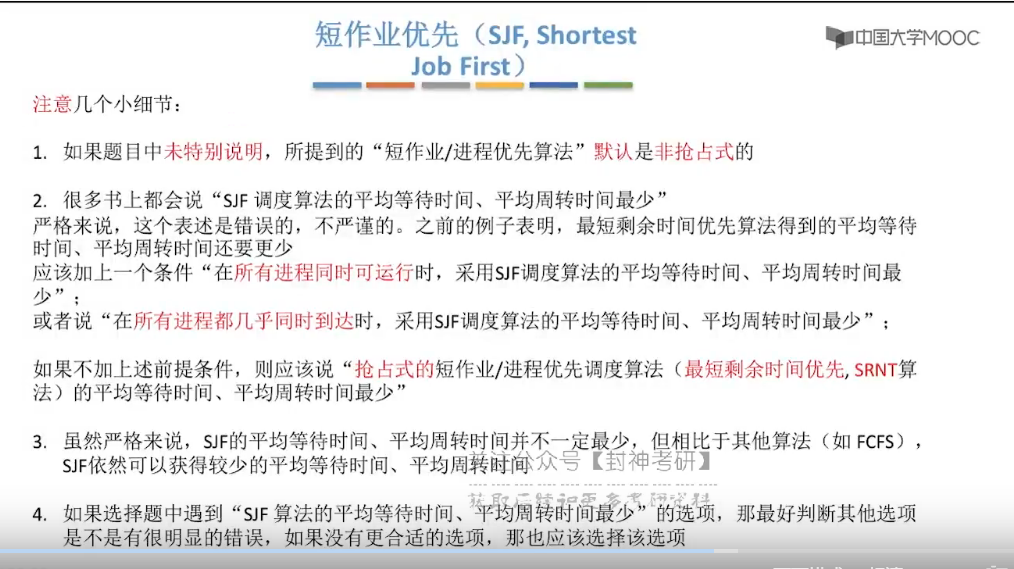 短作业优先（SJF, Shortest
Job First）
中国大学MOOC
注意几个小细节：
1. 如果题目中未特别说明，所提到的“短作业/进程优先算法”默认是非抢占式的
2. 很多书上都会说“SJF 调度算法的平均等待时间、平均周转时间最少”
严格来说，这个表述是错误的，不严谨的。之前的例子表明，最短剩余时间优先算法得到的平均等待
时间、平均周转时间还要更少
应该加上一个条件“在所有进程同时可运行时，采用SJF调度算法的平均等待时间、平均周转时间最
少”；
或者说“在所有进程都几乎同时到达时，采用SJF调度算法的平均等待时间、平均周转时间最少”；
如果不加上述前提条件，则应该说“抢占式的短作业/进程优先调度算法（最短剩余时间优先, SRNT算
法）的平均等待时间、平均周转时间最少”
3. 虽然严格来说，SJF的平均等待时间、平均周转时间并不一定最少，但相比于其他算法（如 FCFS），
SJF依然可以获得较少的平均等待时间、平均周转时间
公众号【封神考研】
4. 如果选择题中遇到“SJF 算法的平均等待时间、平均周转时间最少”的选项，那最好判断其他选项
是不是有很明显的错误，如果没有更合适的选项，那也应该选择该选项